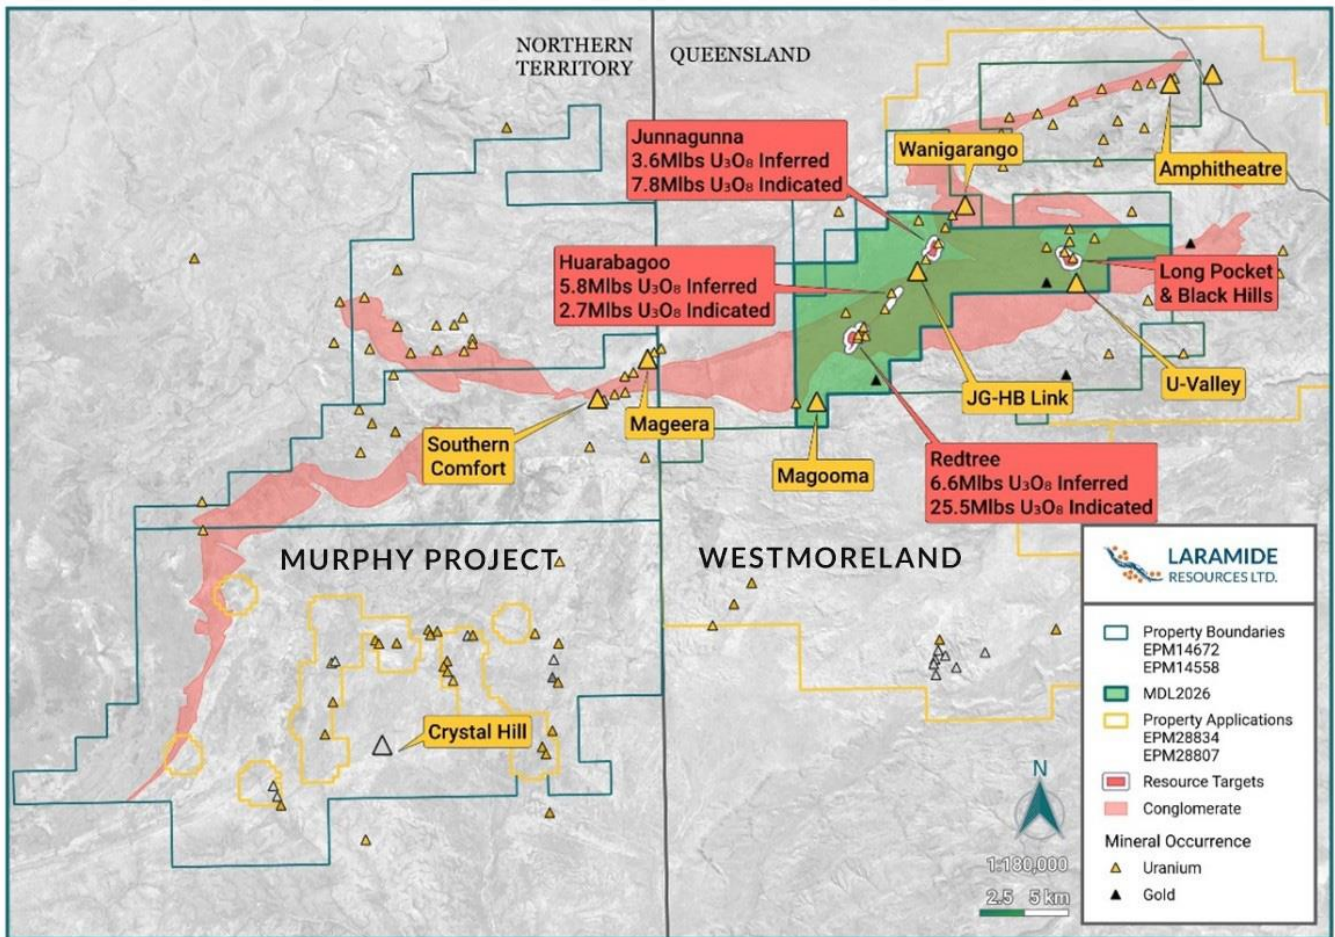 NORTHERN
TERRITORY
QUEENSLAND
Junnagunna
3.6Mlbs U₃O₈ Inferred
7.8Mlbs U₃O₈ Indicated
Wanigarango
Amphitheatre
Huarabagoo
5.8Mlbs U₃O₈ Inferred
2.7Mlbs U₃O₈ Indicated
Long Pocket
& Black Hills
Southern
Comfort
Mageera
Magooma
JG-HB Link
U-Valley
Redtree
6.6Mlbs U₃O₈ Inferred
25.5Mlbs U₃O₈ Indicated
MURPHY PROJECT
WESTMORELAND
Crystal Hill
LARAMIDE
RESOURCES LTD.
Property Boundaries
EPM14672
EPM14558
MDL2026
Property Applications
EPM28834
EPM28807
Resource Targets
Conglomerate
Mineral Occurrence
Uranium
Gold
N
1:180,000
2.5 5 km